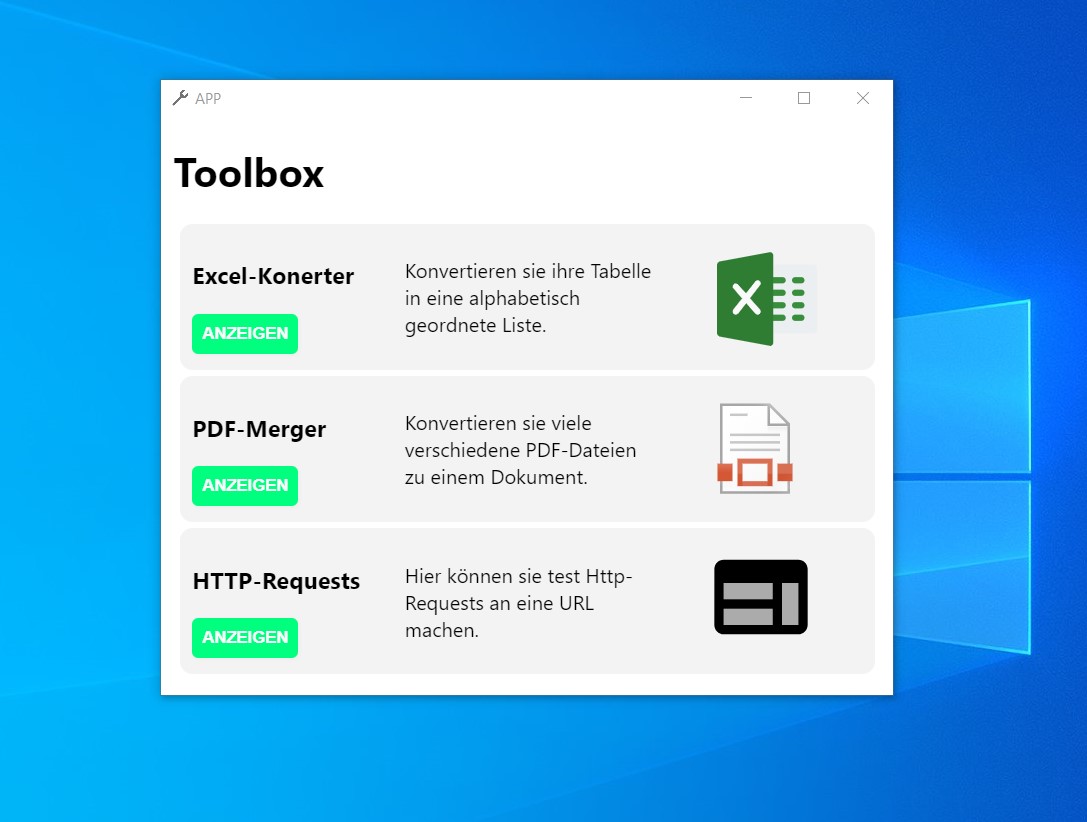 APP
Toolbox
Excel-Konerter
Konvertieren sie ihre Tabelle
in eine alphabetisch
geordnete Liste.
ANZEIGEN
PDF-Merger
Konvertieren sie viele
verschiedene PDF-Dateien
zu einem Dokument.
ANZEIGEN
HTTP-Requests
Hier können sie test Http-
Requests an eine URL
machen.
ANZEIGEN